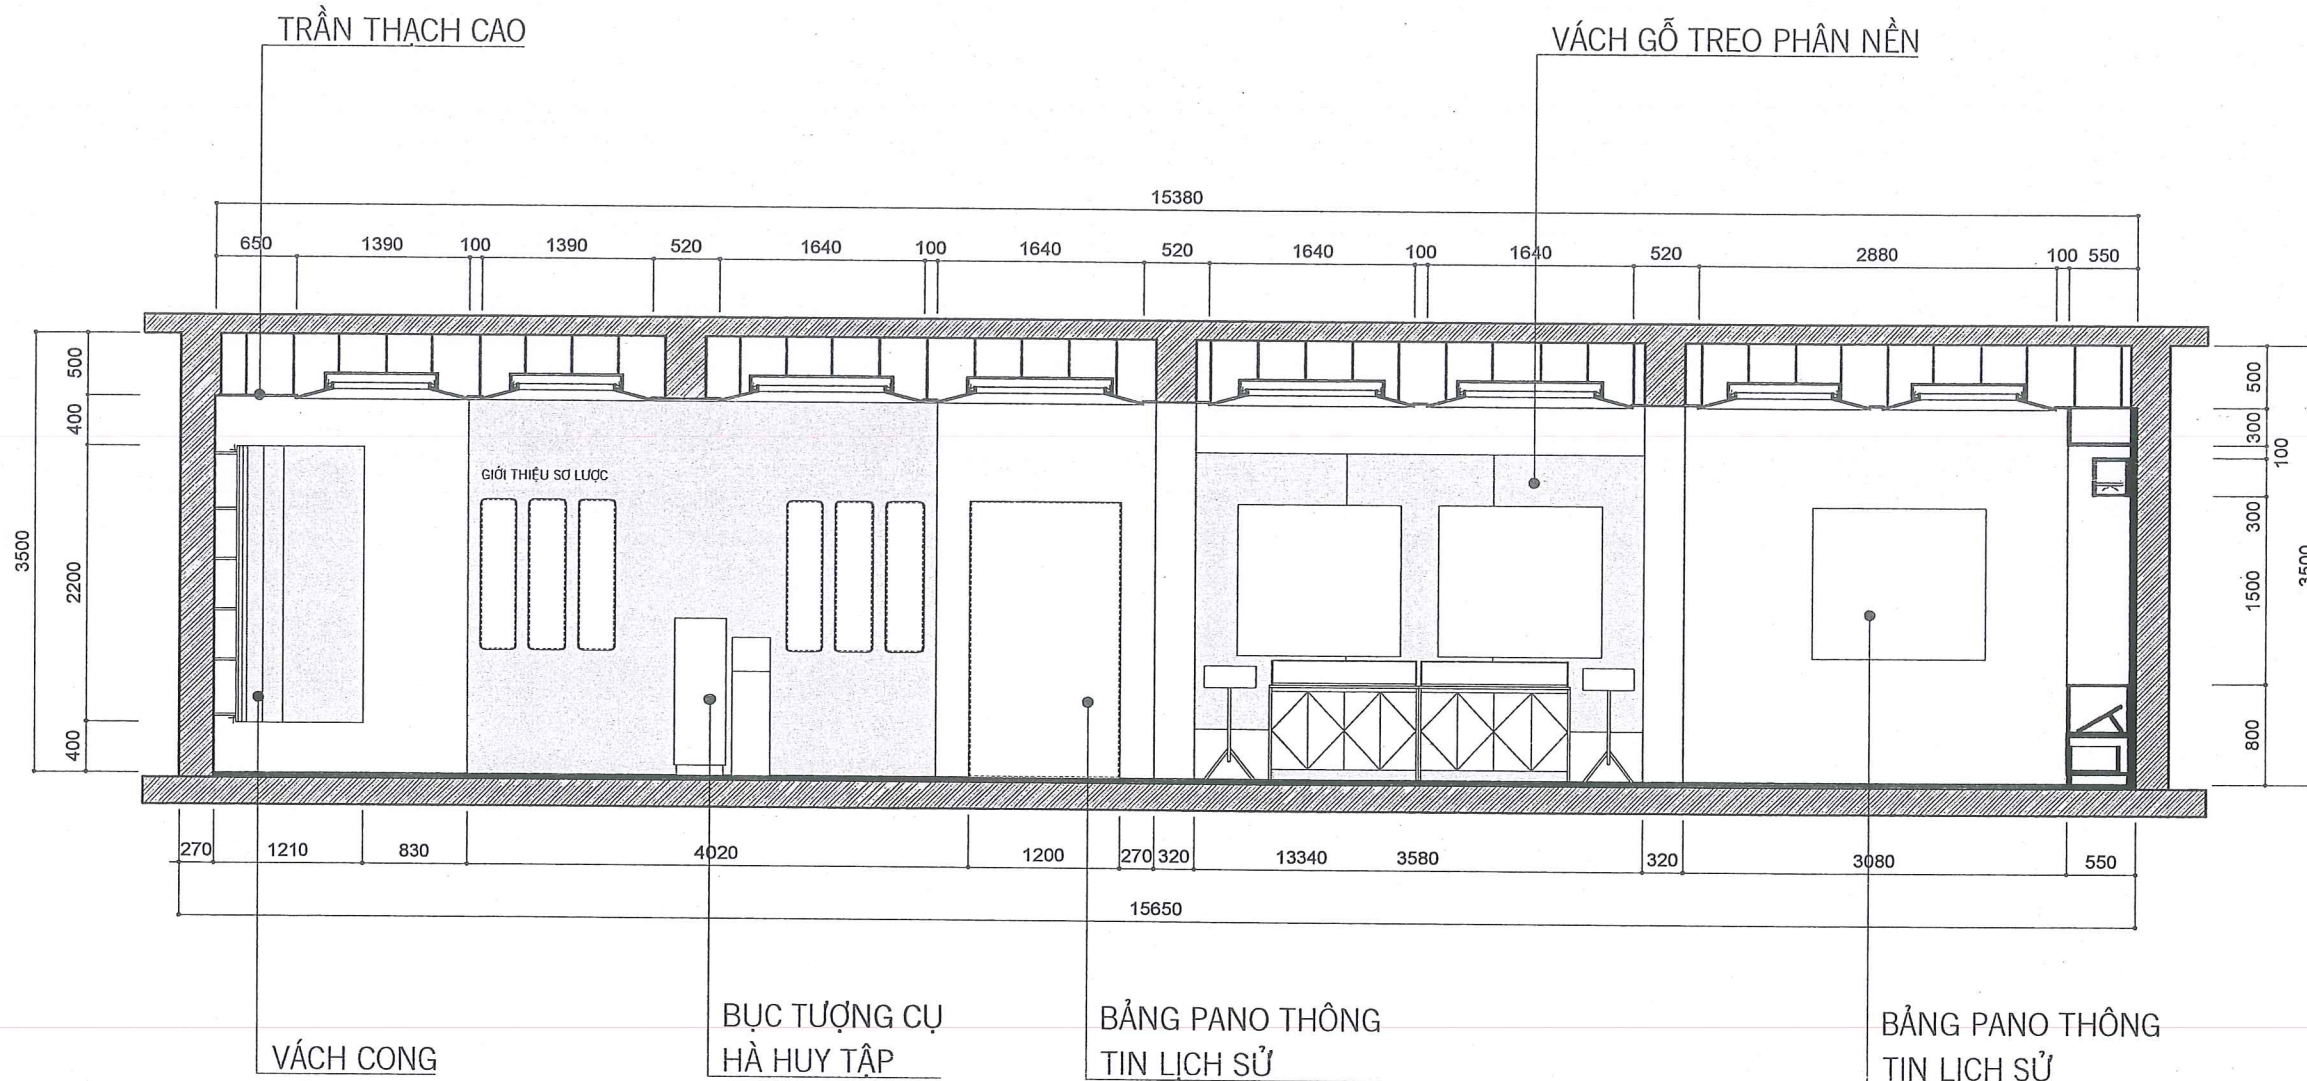 TRẦN THẠCH CAO
VÁCH GỖ TREO PHÂN NỀN
15380
650 1390 100 1390 520 1640 100 1640 520 1640 100 1640 520 2880 100 550
500
400
2200
400
3500
500
300
100
300
1500
800
3500
GIỚI THIỆU SƠ LƯỢC
270 1210 830 4020 1200 270 320 13340 3580 320 3080 550
15650
VÁCH CONG
BỤC TƯỢNG CỤ
HÀ HUY TẬP
BẢNG PANO THÔNG
TIN LỊCH SỬ
BẢNG PANO THÔNG
TIN LỊCH SỬ